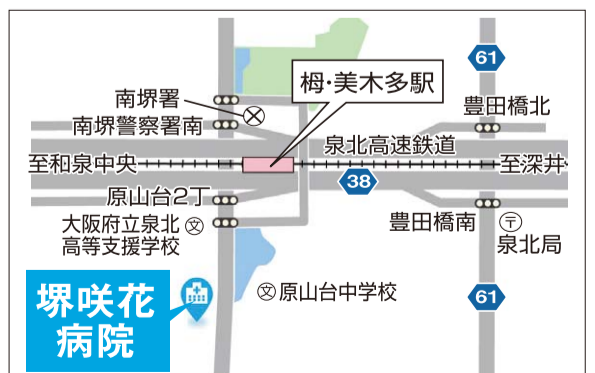 61
栂・美木多駅
南堺署
豊田橋北
南堺警察署南
泉北高速鉄道
至和泉中央
至深井
38
原山台2丁
大阪府立泉北
高等支援学校
文
豊田橋南
〒
泉北局
文
原山台中学校
堺咲花
病院
61